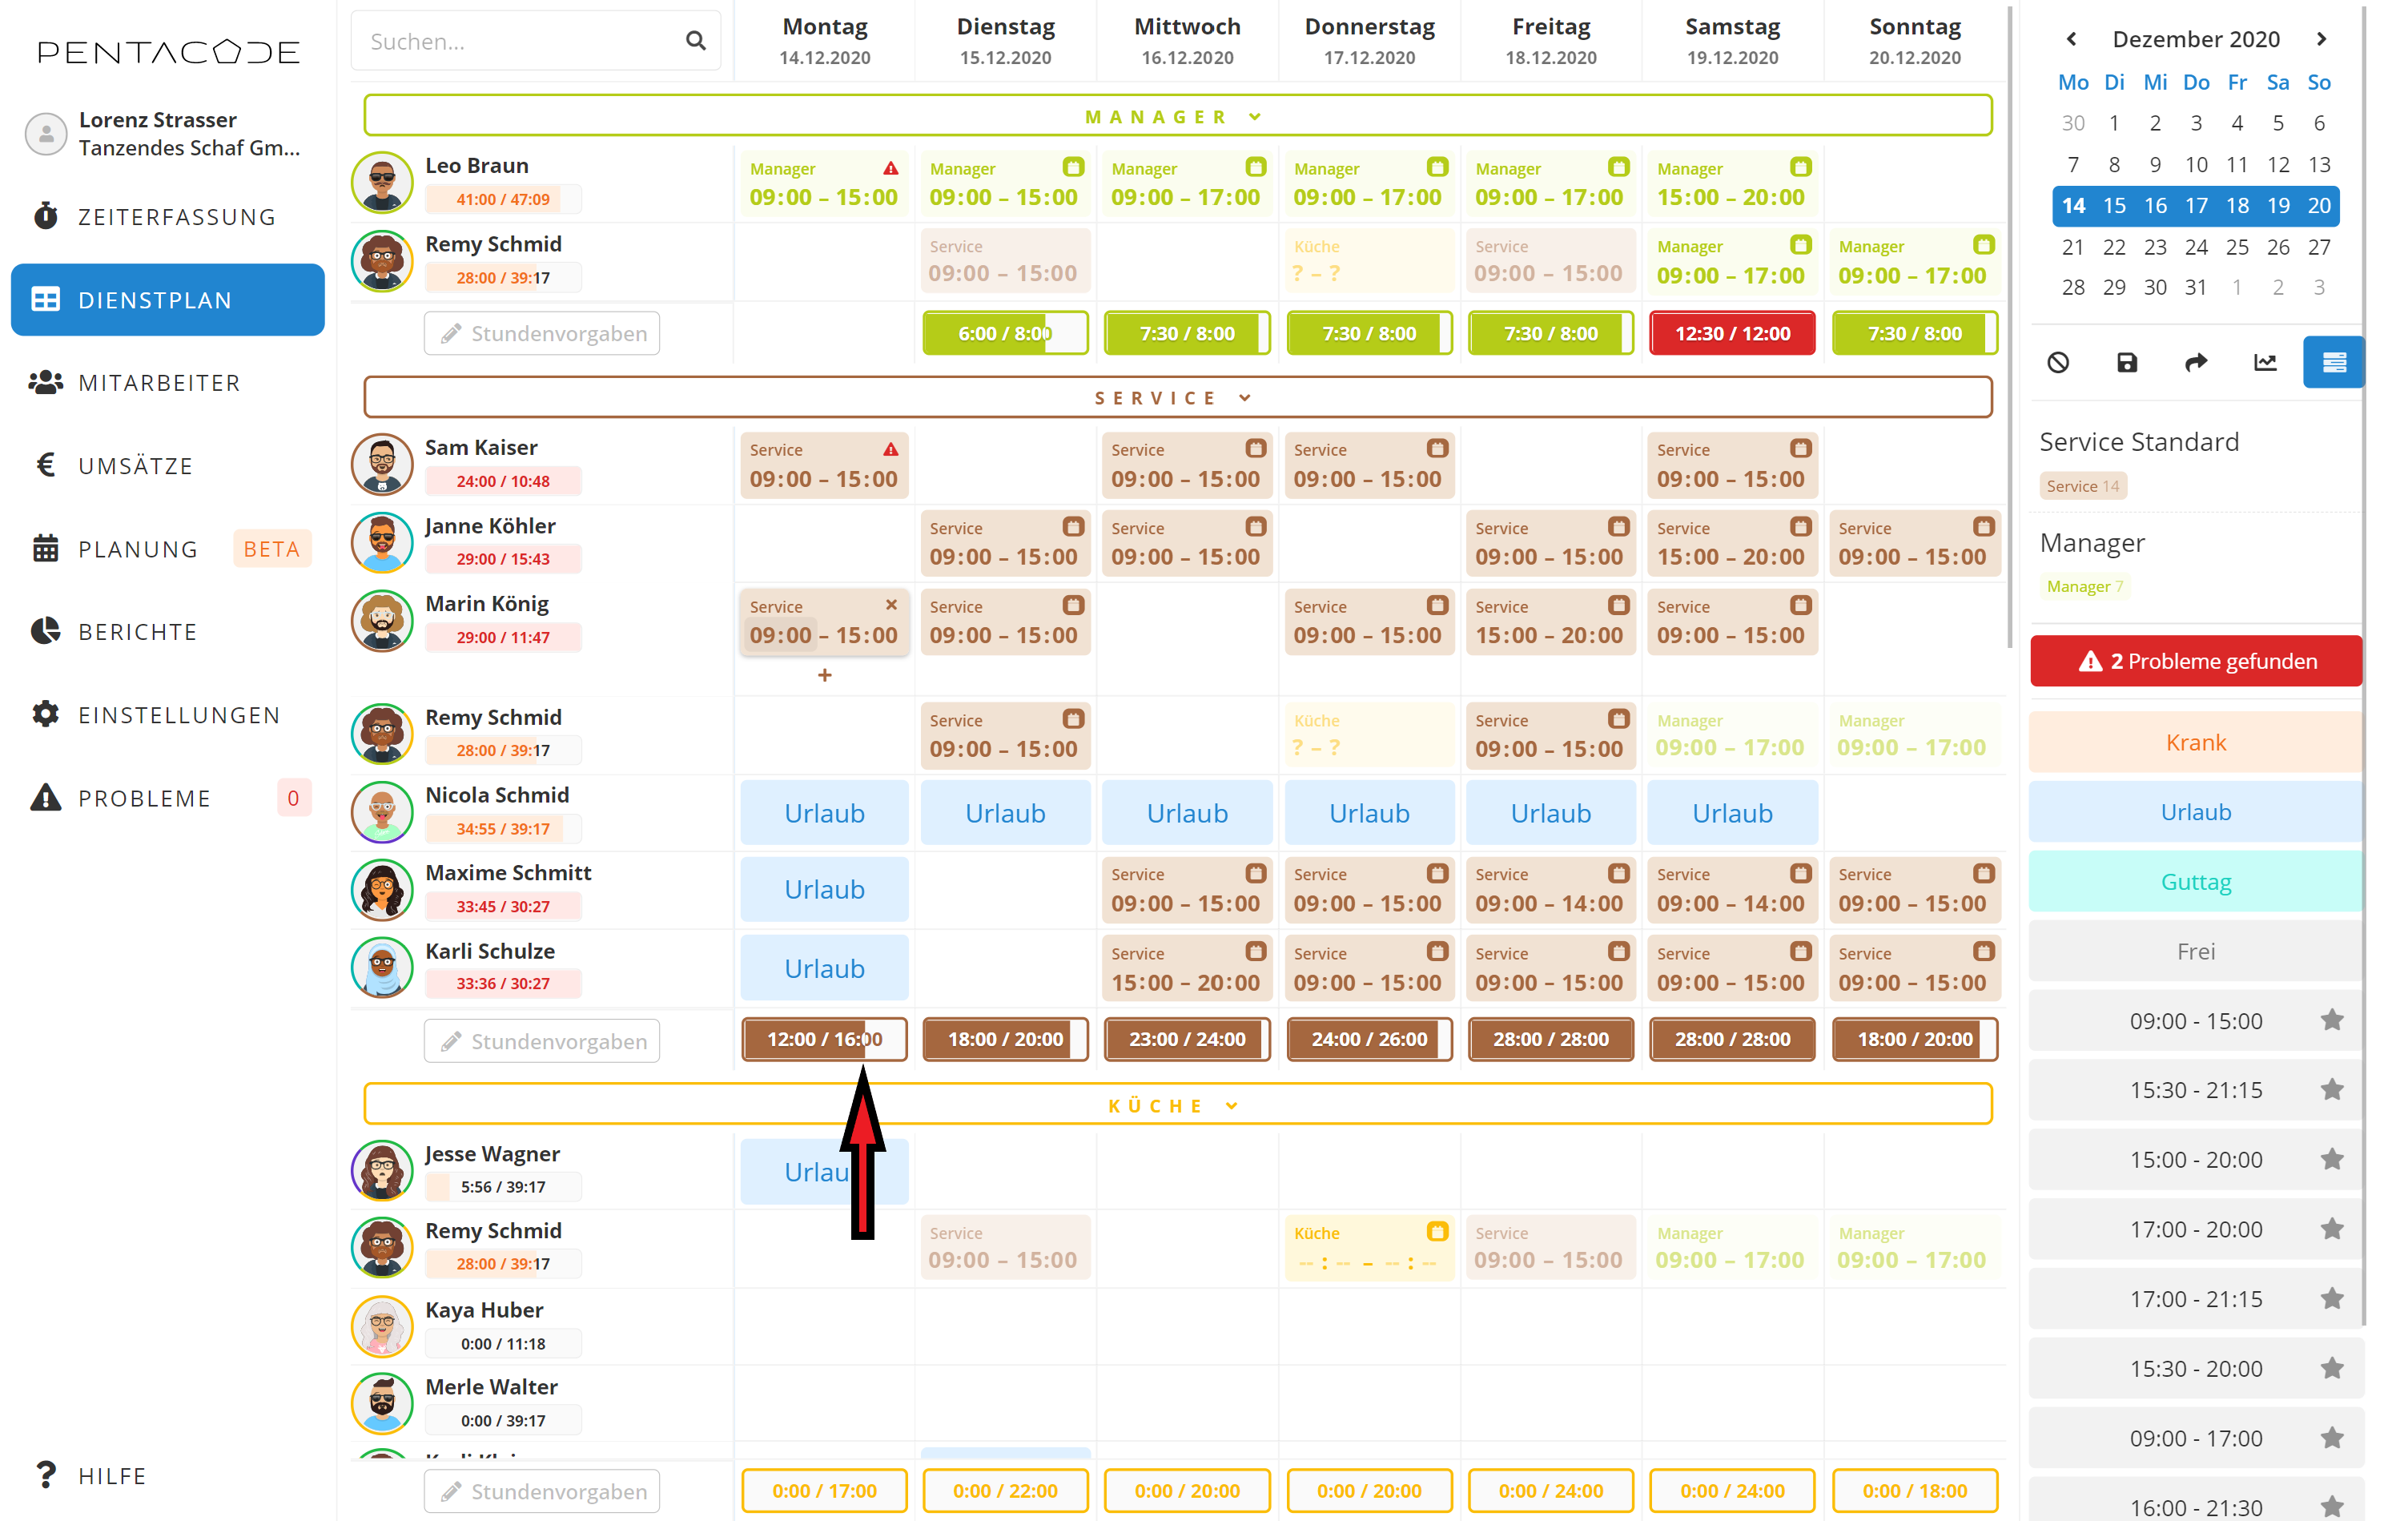 PENTACODE
Lorenz Strasser
Tanzendes Schaf Gm...
ZEITERFASSUNG
DIENSTPLAN
MITARBEITER
UMSÄTZE
PLANUNG BETA
BERICHTE
EINSTELLUNGEN
PROBLEME 0
HILFE
Suchen...
Montag Dienstag Mittwoch Donnerstag Freitag Samstag Sonntag
14.12.2020 15.12.2020 16.12.2020 17.12.2020 18.12.2020 19.12.2020 20.12.2020
MANAGER
Leo Braun
41:00 / 47:09
Manager Manager Manager Manager Manager Manager
09:00 – 15:00 09:00 – 15:00 09:00 – 17:00 09:00 – 17:00 09:00 – 17:00 15:00 – 20:00
Remy Schmid
28:00 / 39:17
Service Küche Service Manager Manager
09:00 – 15:00 ? – ? 09:00 – 15:00 09:00 – 17:00 09:00 – 17:00
Stundenvorgaben 6:00 / 8:00 7:30 / 8:00 7:30 / 8:00 7:30 / 8:00 12:30 / 12:00 7:30 / 8:00
SERVICE
Sam Kaiser
24:00 / 10:48
Service Service Service Service
09:00 – 15:00 09:00 – 15:00 09:00 – 15:00 09:00 – 15:00
Janne Köhler
29:00 / 15:43
Service Service Service Service Service
09:00 – 15:00 09:00 – 15:00 09:00 – 15:00 15:00 – 20:00 09:00 – 15:00
Marin König
29:00 / 11:47
Service Service Service Service Service
09:00 – 15:00 09:00 – 15:00 09:00 – 15:00 15:00 – 20:00 09:00 – 15:00
+
Remy Schmid
28:00 / 39:17
Service Küche Service Manager Manager
09:00 – 15:00 ? – ? 09:00 – 15:00 09:00 – 17:00 09:00 – 17:00
Nicola Schmid
34:55 / 39:17
Urlaub Urlaub Urlaub Urlaub Urlaub Urlaub
Maxime Schmitt
33:45 / 30:27
Urlaub
Service Service Service Service Service
09:00 – 15:00 09:00 – 15:00 09:00 – 14:00 09:00 – 14:00 09:00 – 15:00
Karli Schulze
33:36 / 30:27
Urlaub
Service Service Service Service Service
15:00 – 20:00 09:00 – 15:00 09:00 – 15:00 09:00 – 15:00 09:00 – 15:00
Stundenvorgaben 12:00 / 16:00 18:00 / 20:00 23:00 / 24:00 24:00 / 26:00 28:00 / 28:00 28:00 / 28:00 18:00 / 20:00
KÜCHE
Jesse Wagner
5:56 / 39:17
Urlau
Remy Schmid
28:00 / 39:17
Service Küche Service Manager Manager
09:00 – 15:00 -- : -- – -- : -- 09:00 – 15:00 09:00 – 17:00 09:00 – 17:00
Kaya Huber
0:00 / 11:18
Merle Walter
0:00 / 39:17
Stundenvorgaben 0:00 / 17:00 0:00 / 22:00 0:00 / 20:00 0:00 / 20:00 0:00 / 24:00 0:00 / 24:00 0:00 / 18:00
Dezember 2020
Mo Di Mi Do Fr Sa So
30 1 2 3 4 5 6
7 8 9 10 11 12 13
14 15 16 17 18 19 20
21 22 23 24 25 26 27
28 29 30 31 1 2 3
Service Standard
Service 14
Manager
Manager 7
2 Probleme gefunden
Krank
Urlaub
Guttag
Frei
09:00 - 15:00
15:30 - 21:15
15:00 - 20:00
17:00 - 20:00
17:00 - 21:15
15:30 - 20:00
09:00 - 17:00
16:00 - 21:30